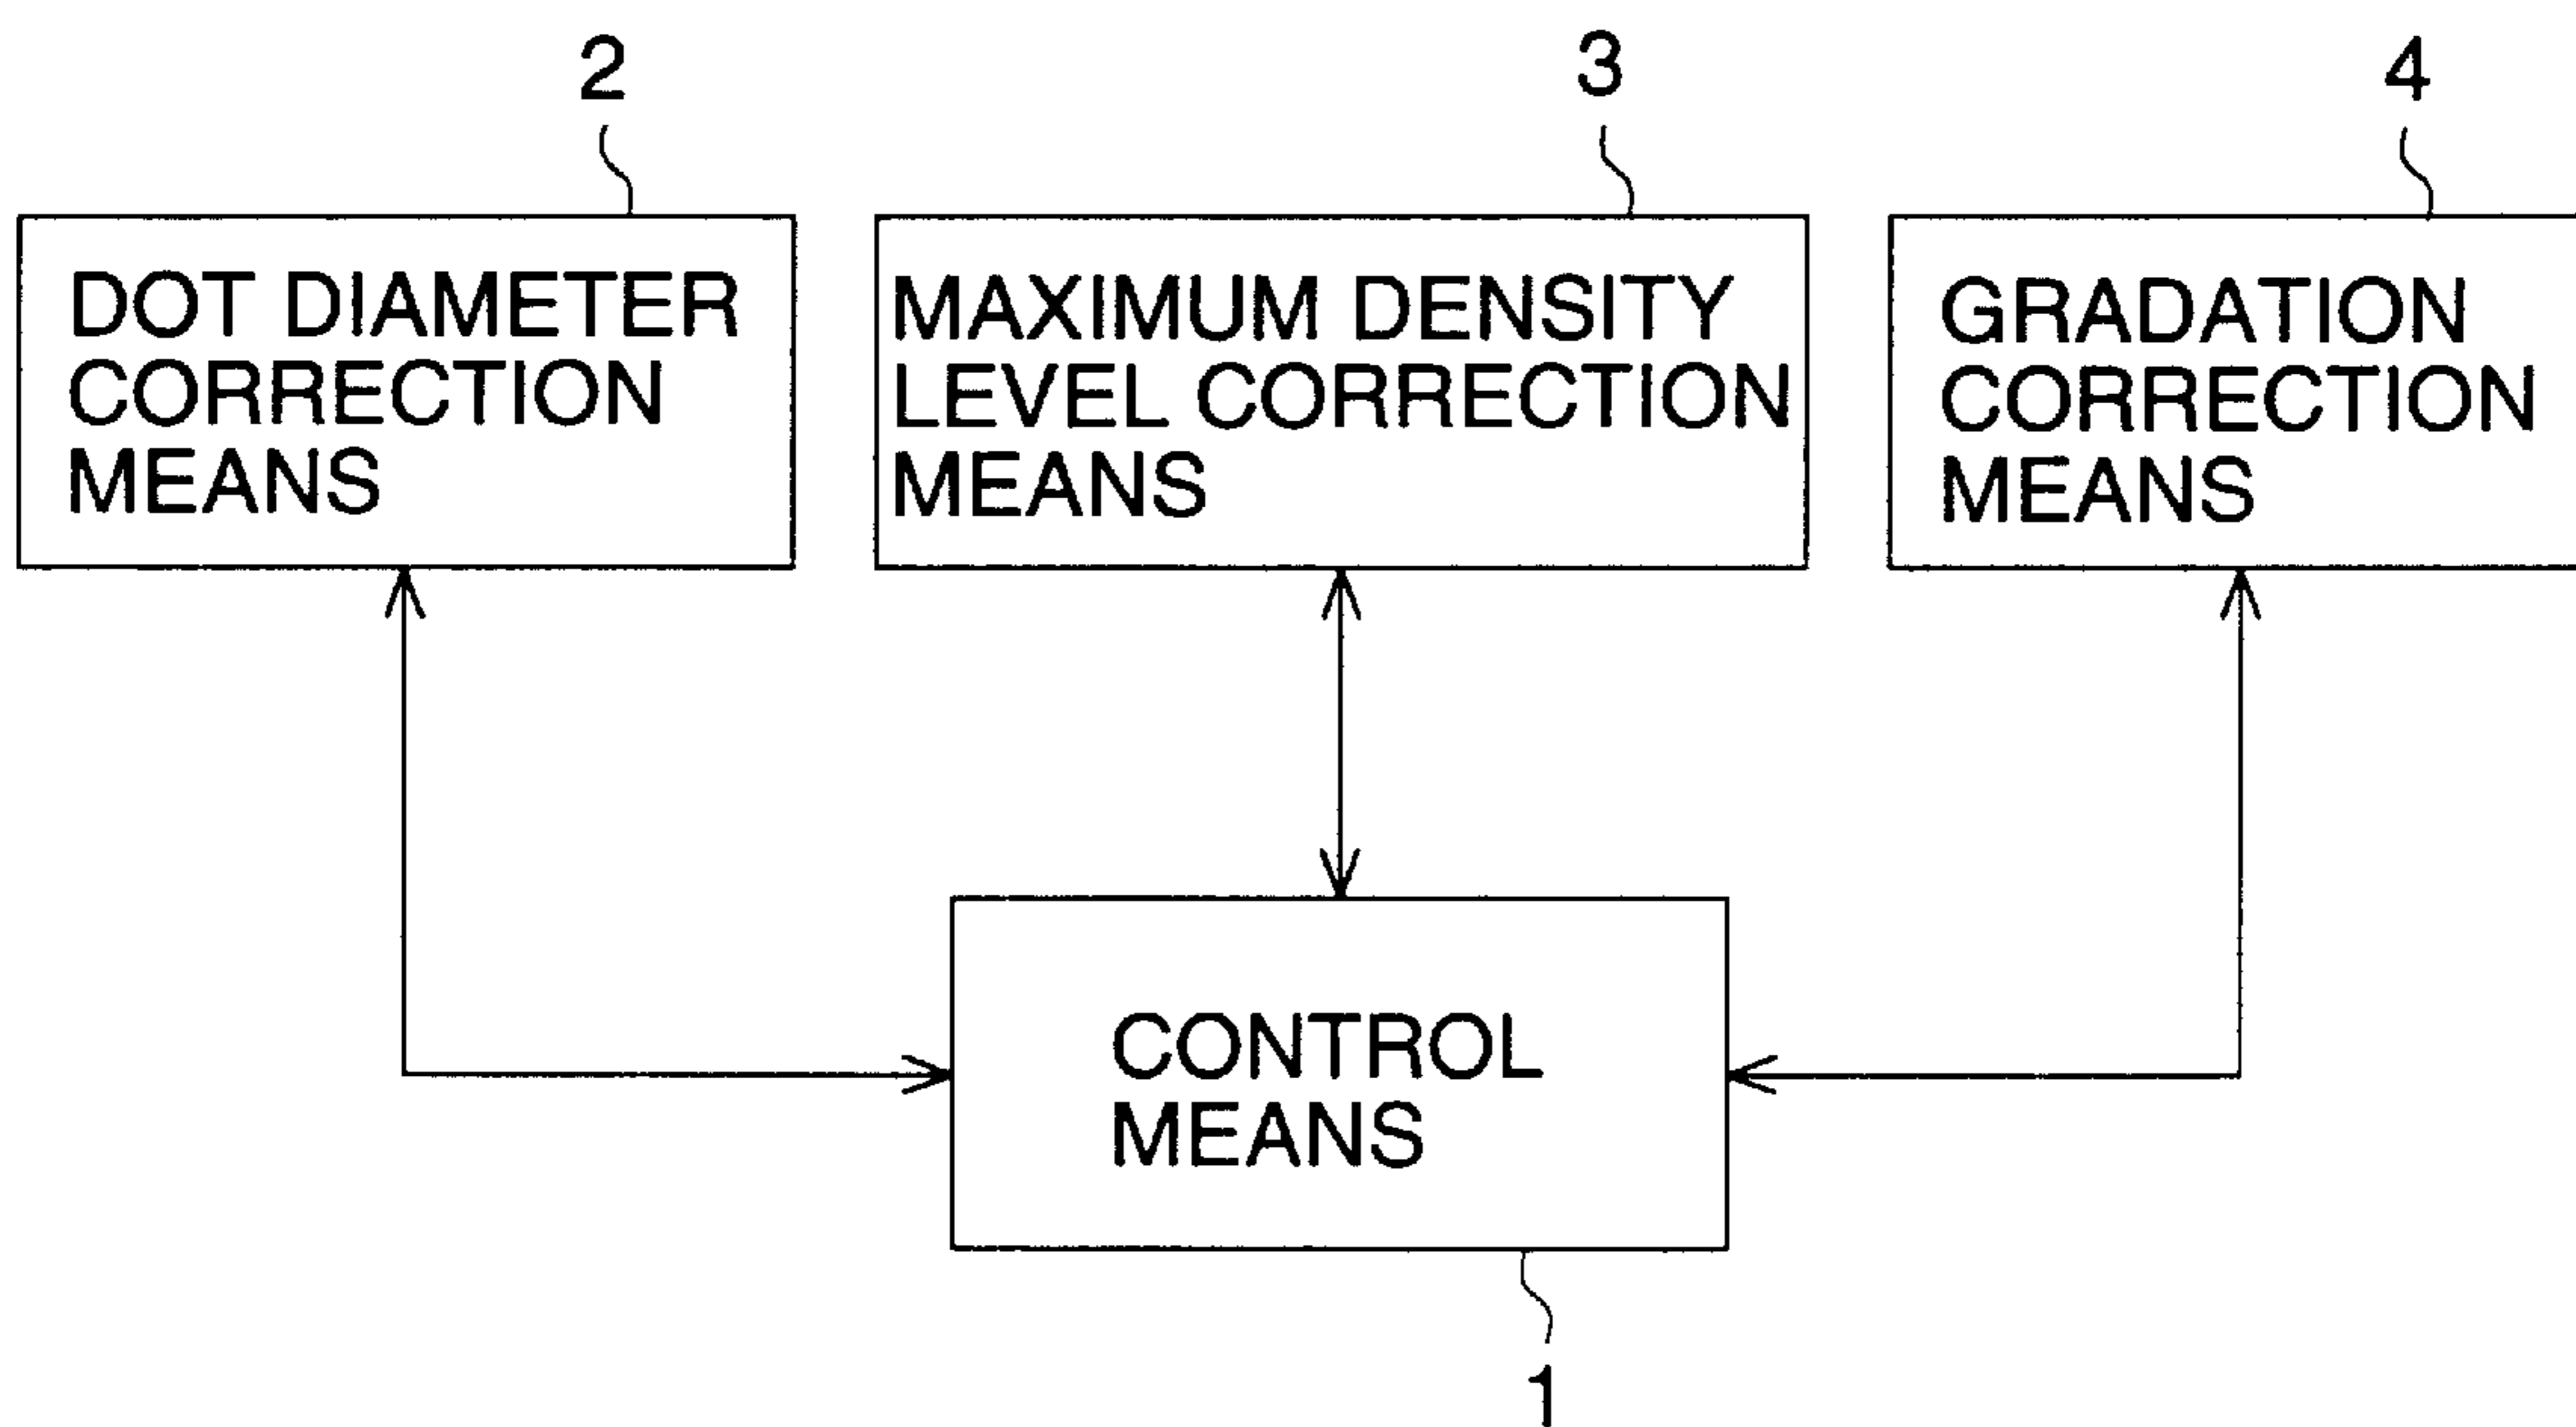 2
3
4
DOT DIAMETER
CORRECTION
MEANS
MAXIMUM DENSITY
LEVEL CORRECTION
MEANS
GRADATION
CORRECTION
MEANS
CONTROL
MEANS
1